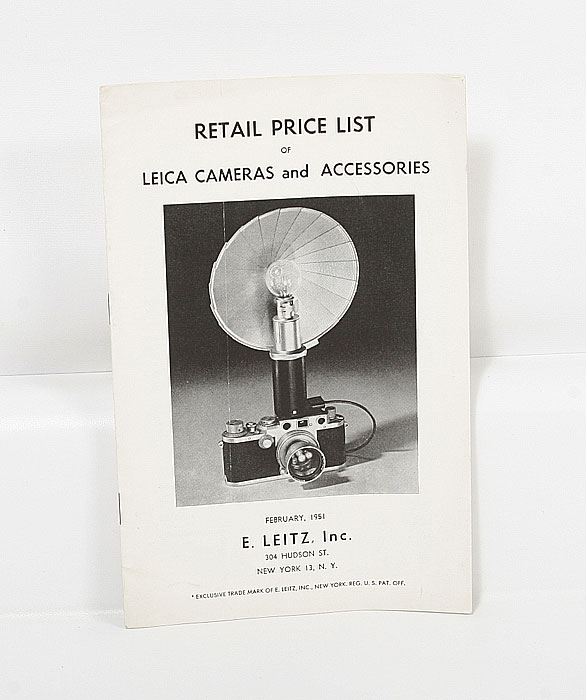 RETAIL PRICE LIST
OF
LEICA CAMERAS and ACCESSORIES
FEBRUARY, 1951
E. LEITZ, Inc.
304 HUDSON ST.
NEW YORK 13, N. Y.
* EXCLUSIVE TRADE MARK OF E. LEITZ, INC., NEW YORK. REG. U. S. PAT. OFF.